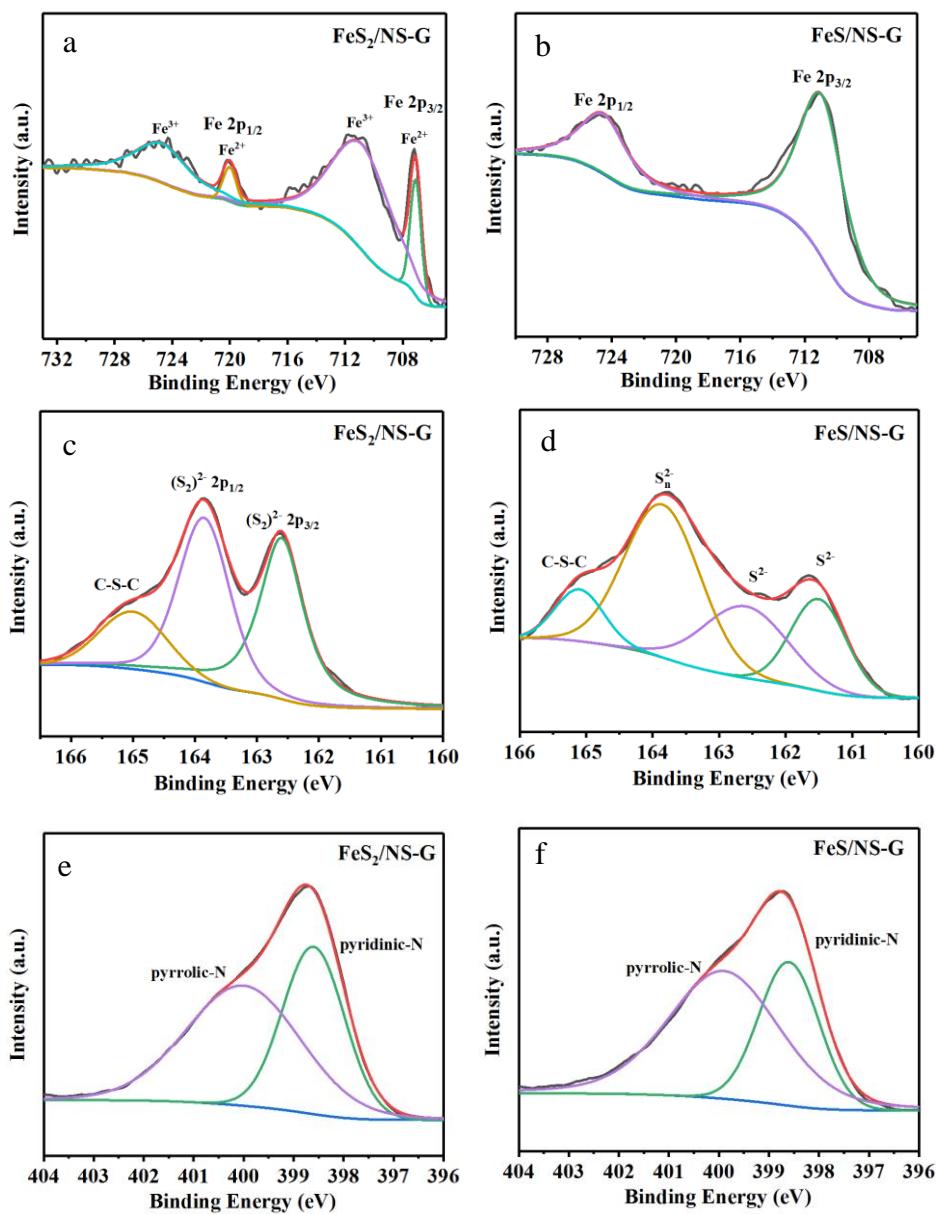 a
FeS₂/NS-G
Fe³⁺
Fe 2p₁/₂
Fe²⁺
Fe³⁺
Fe 2p₃/₂
Fe²⁺
Intensity (a.u.)
732 728 724 720 716 712 708
Binding Energy (eV)
b
FeS/NS-G
Fe 2p₁/₂
Fe 2p₃/₂
Intensity (a.u.)
728 724 720 716 712 708
Binding Energy (eV)
c
FeS₂/NS-G
(S₂)²⁻ 2p₁/₂
(S₂)²⁻ 2p₃/₂
C-S-C
Intensity (a.u.)
166 165 164 163 162 161 160
Binding Energy (eV)
d
FeS/NS-G
Sₙ²⁻
C-S-C
S²⁻
S²⁻
Intensity (a.u.)
166 165 164 163 162 161 160
Binding Energy (eV)
e
FeS₂/NS-G
pyrrolic-N
pyridinic-N
Intensity (a.u.)
404 403 402 401 400 399 398 397 396
Binding Energy (eV)
f
FeS/NS-G
pyrrolic-N
pyridinic-N
Intensity (a.u.)
404 403 402 401 400 399 398 397 396
Binding Energy (eV)